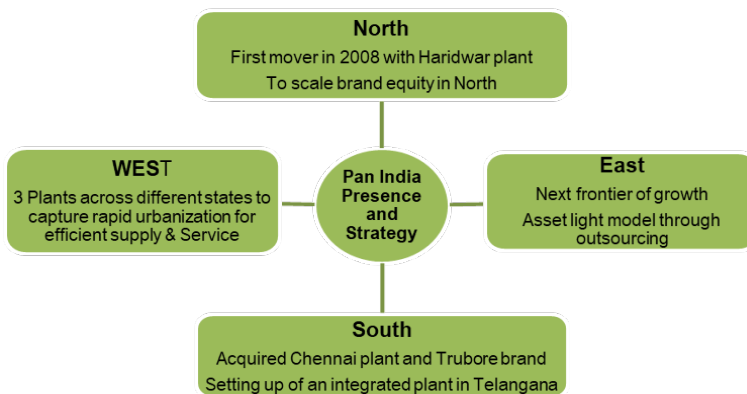 North
First mover in 2008 with Haridwar plant
To scale brand equity in North
WEST
3 Plants across different states to
capture rapid urbanization for
efficient supply & Service
Pan India
Presence
and
Strategy
East
Next frontier of growth
Asset light model through
outsourcing
South
Acquired Chennai plant and Trubore brand
Setting up of an integrated plant in Telangana